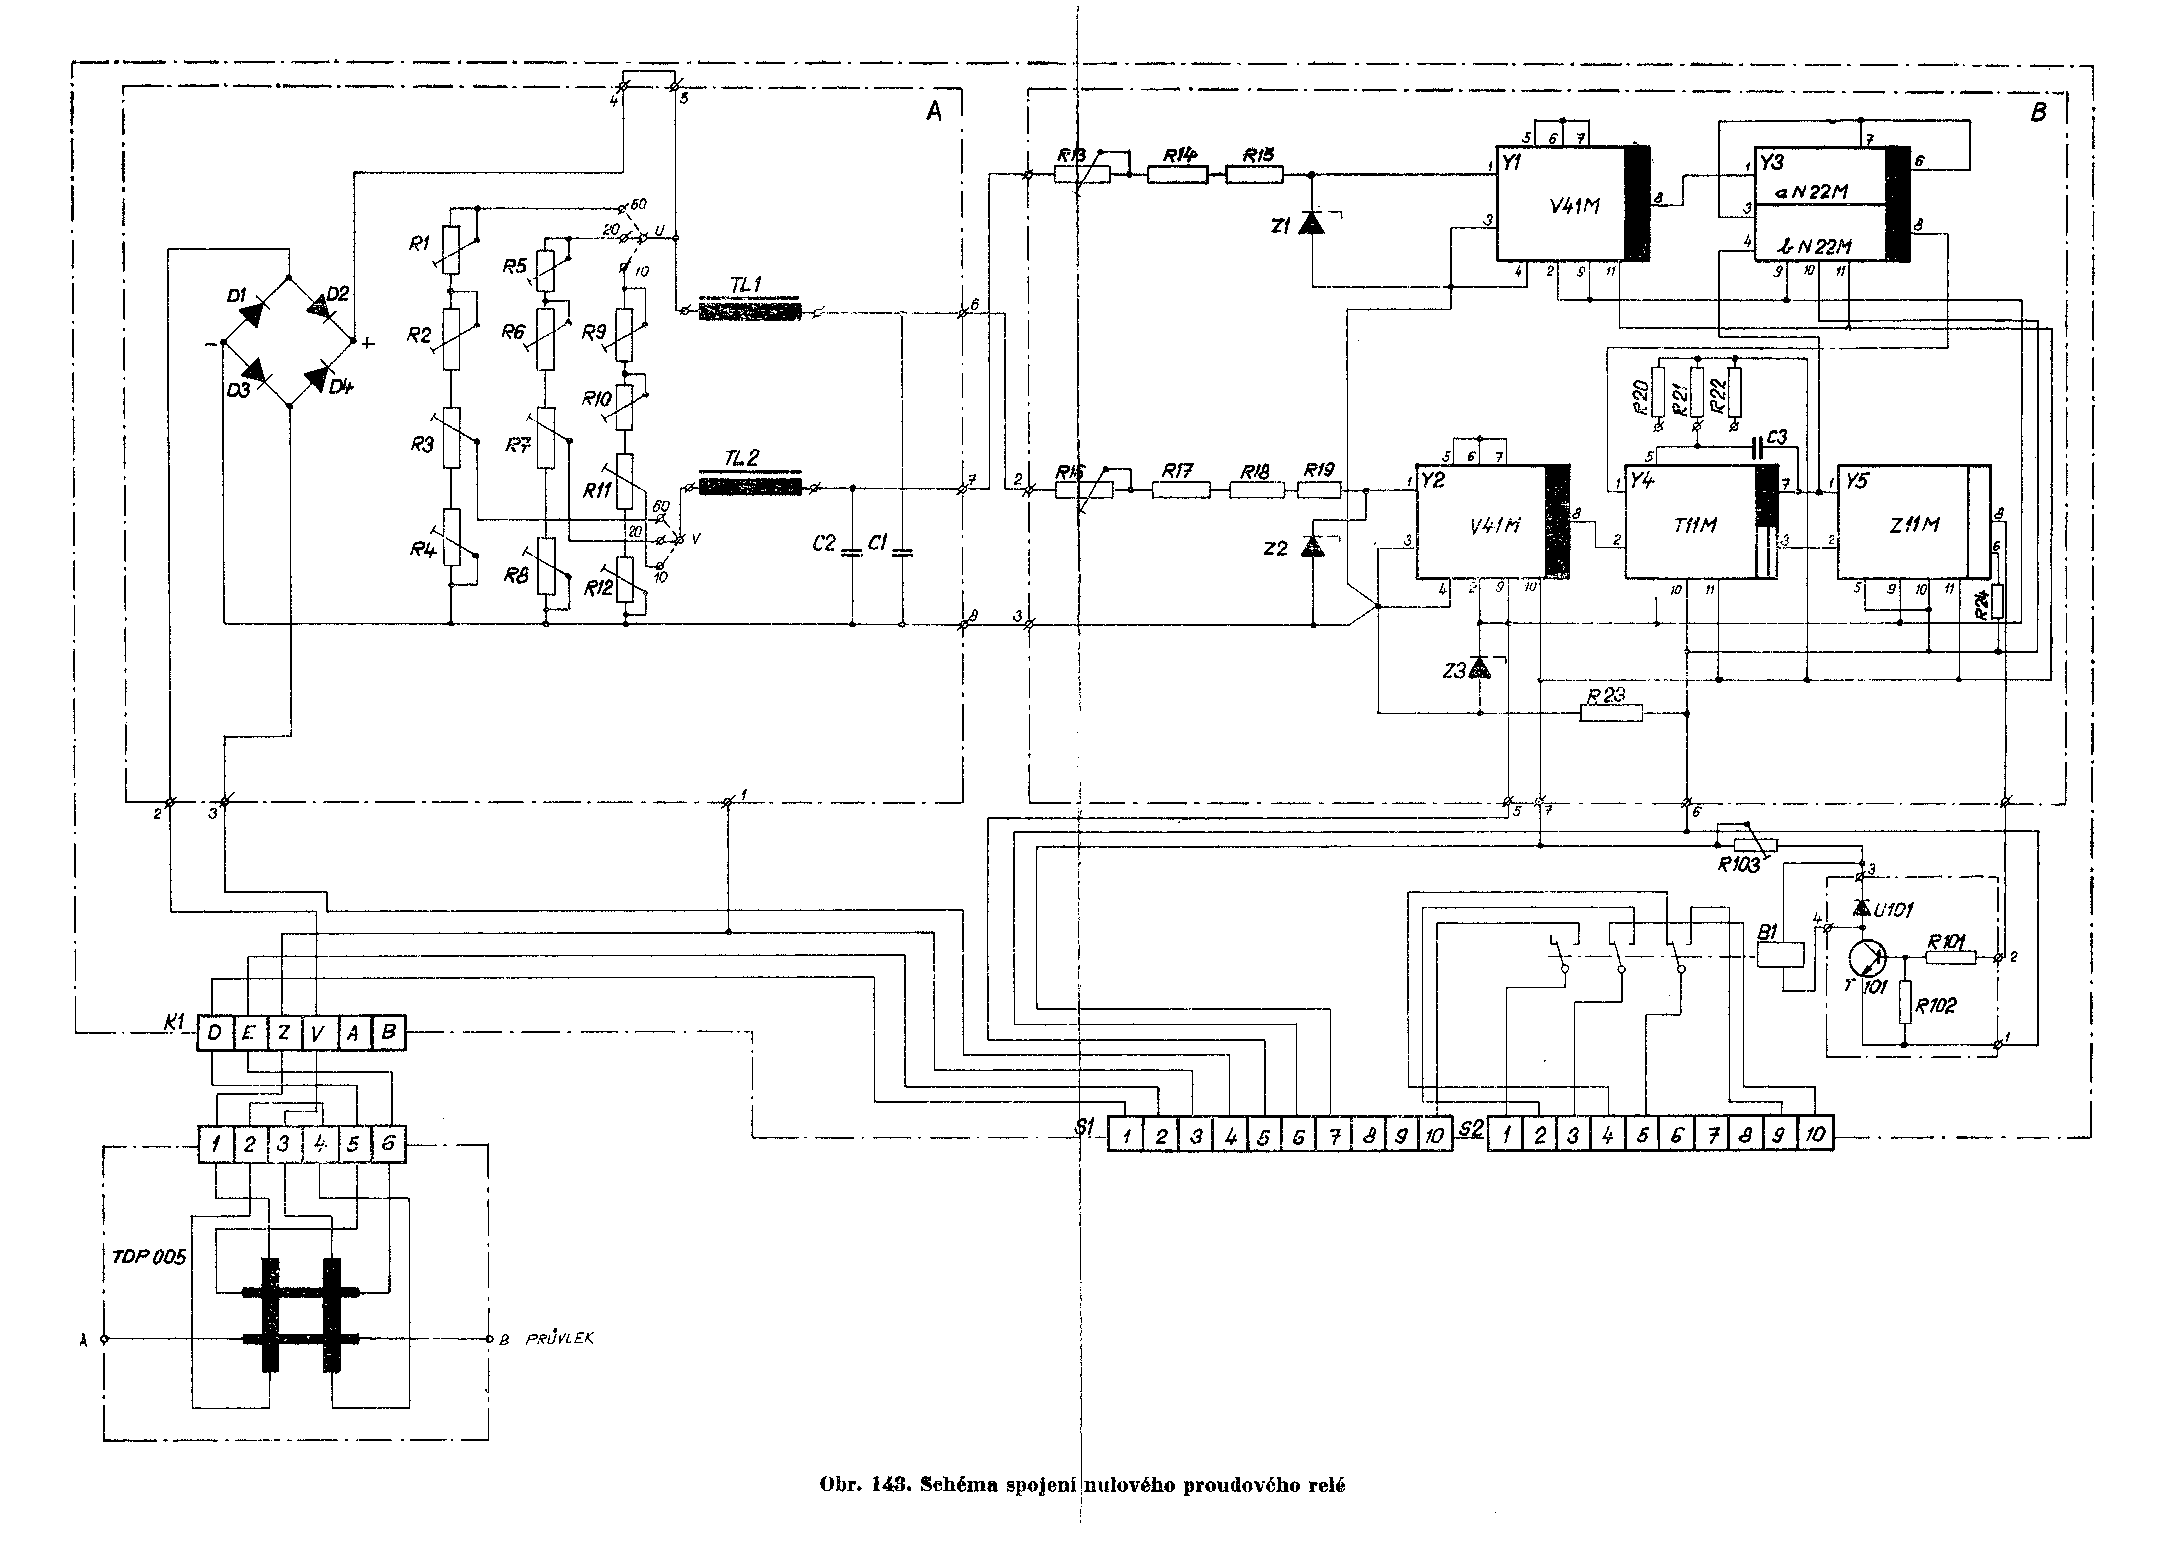 4 5 A
B
R13 R14 R15
Z1
5 6 7
Y1
1
V41M
3
8
4 2 9 11
7
Y3
1
6
aN22M
3
4
bN22M
8
9 10 11
60
20 U
10
R1
R5
D1 D2
- +
D3 D4
R2
R6
R9
TL1
6
R10
R3
R7
R11
TL2
7
60
20 V
10
R4
R8
R12
C2 C1
8
2
R16 R17 R18 R19
Z2
3
5 6 7
Y2
1
V41M
3
8
4 2 9 10
R20 R21 R22
C3
5
Y4
1
T11M
2
7
3
10 11
Y5
1
Z11M
2
8
6
5 9 10 11
R24
Z3
R23
2 3 1
5 7 6
R103
3
U101
4
B1
R101
2
T 101
R102
1
K1 D E Z V A B
1 2 3 4 5 6
S1 1 2 3 4 5 6 7 8 9 10
S2 1 2 3 4 5 6 7 8 9 10
TDP 005
A
B PRŮVLEK
Obr. 143. Schéma spojení nulového proudového relé